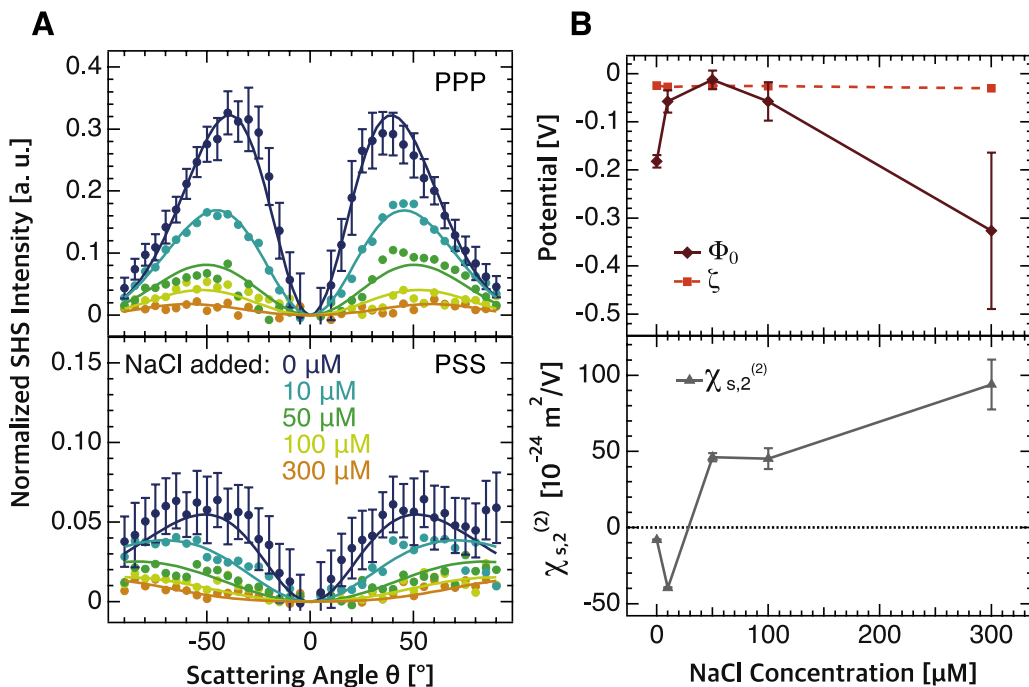 A
PPP
0.4
0.3
0.2
0.1
0
Normalized SHS Intensity [a. u.]
NaCl added: 0 µM
10 µM
50 µM
100 µM
300 µM
PSS
0.15
0.10
0.05
0
-50 0 50
Scattering Angle θ [°]
B
0
-0.1
-0.2
-0.3
-0.4
-0.5
Potential [V]
Φ0
ζ
χs,2(2)
100
50
0
-50
χs,2(2) [10-24 m2/V]
0 100 200 300
NaCl Concentration [µM]